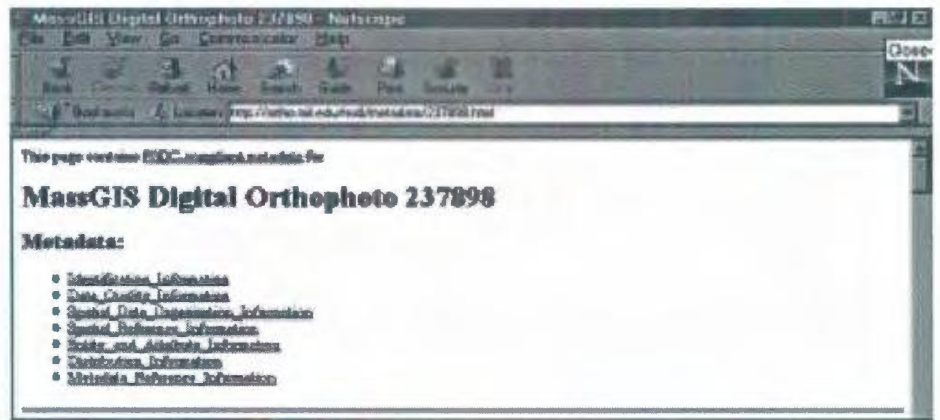 MassGIS Digital Orthophoto 237898 - Netscape
File Edit View Go Communicator Help
Close
Back Reload Home Search Guide Print Security
N
Bookmarks Location:
This page contains FGDC-compliant metadata for
MassGIS Digital Orthophoto 237898
Metadata:
Identification_Information
Data_Quality_Information
Spatial_Data_Organization_Information
Spatial_Reference_Information
Entity_and_Attribute_Information
Distribution_Information
Metadata_Reference_Information